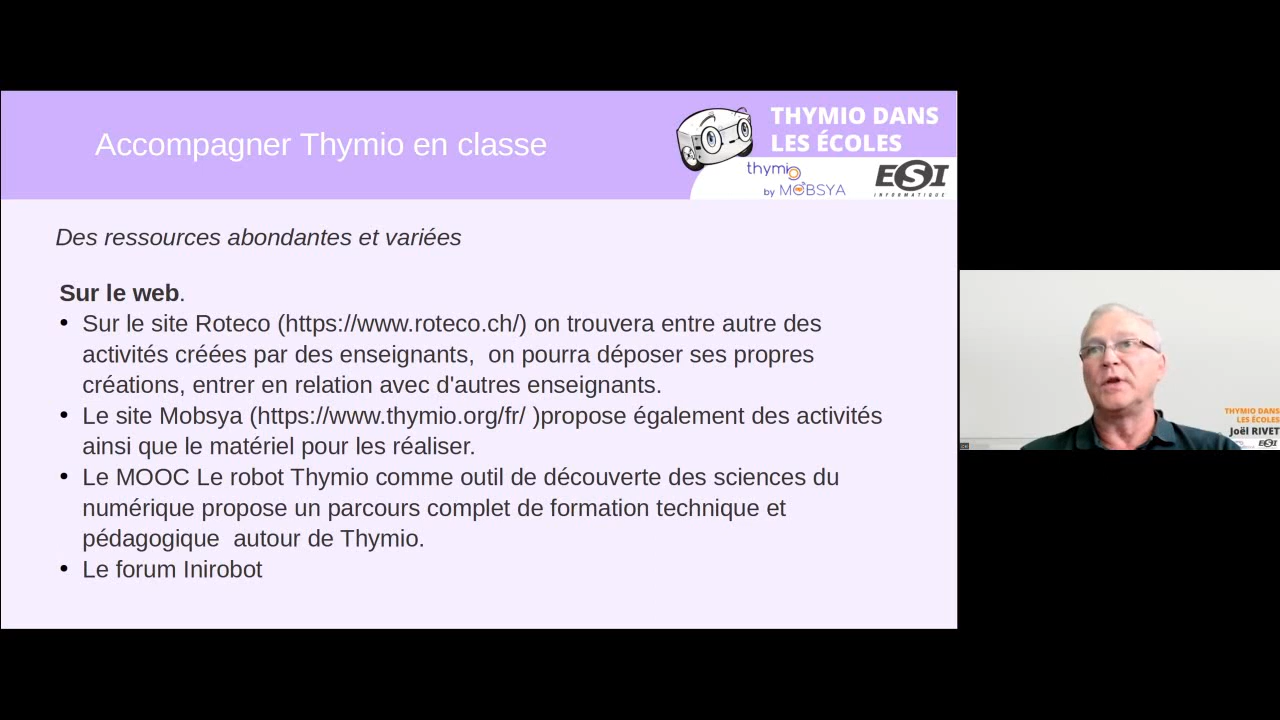 Accompagner Thymio en classe
THYMIO DANS
LES ÉCOLES
thymio
by MOBSYA
ESI
INFORMATIQUE
Des ressources abondantes et variées
Sur le web.
• Sur le site Roteco (https://www.roteco.ch/) on trouvera entre autre des
activités créées par des enseignants,  on pourra déposer ses propres
créations, entrer en relation avec d'autres enseignants.
• Le site Mobsya (https://www.thymio.org/fr/ )propose également des activités
ainsi que le matériel pour les réaliser.
• Le MOOC Le robot Thymio comme outil de découverte des sciences du
numérique propose un parcours complet de formation technique et
pédagogique  autour de Thymio.
• Le forum Inirobot
THYMIO DANS
LES ÉCOLES
Joël RIVET
ESI